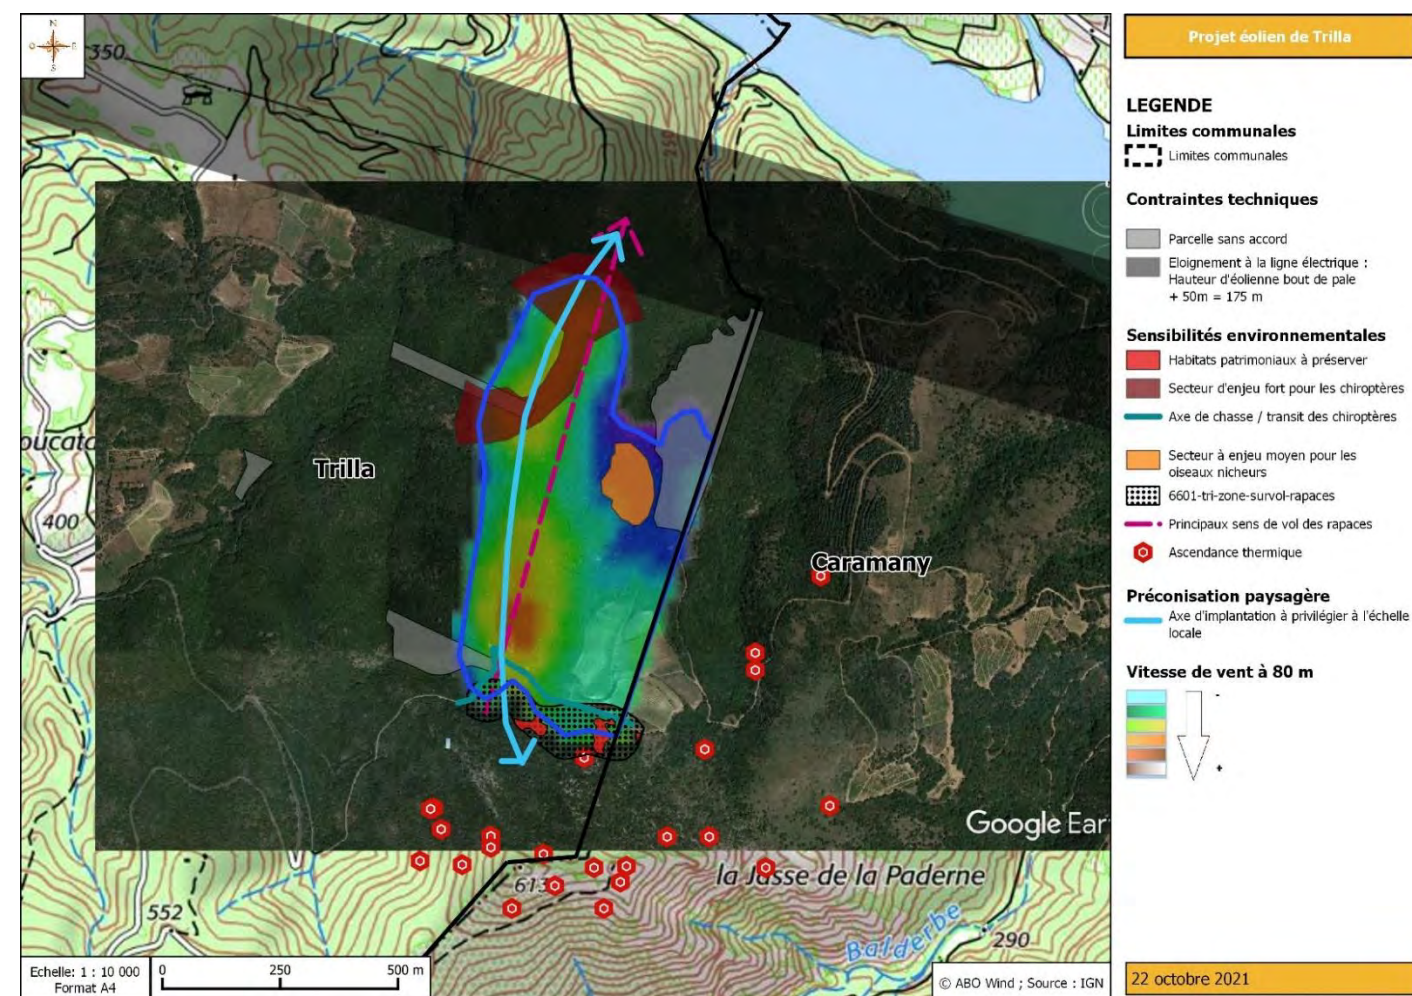 N
O
E
S
350
250
oucata
400
Trilla
Caramany
Google Ear
613
la Jasse de la Paderne
552
Balderbe
290
Echelle: 1 : 10 000
Format A4
0
250
500 m
© ABO Wind ; Source : IGN
Projet éolien de Trilla
LEGENDE
Limites communales
Limites communales
Contraintes techniques
Parcelle sans accord
Eloignement à la ligne électrique :
Hauteur d'éolienne bout de pale
+ 50m = 175 m
Sensibilités environnementales
Habitats patrimoniaux à préserver
Secteur d'enjeu fort pour les chiroptères
Axe de chasse / transit des chiroptères
Secteur à enjeu moyen pour les
oiseaux nicheurs
6601-tri-zone-survol-rapaces
Principaux sens de vol des rapaces
Ascendance thermique
Préconisation paysagère
Axe d'implantation à privilégier à l'échelle
locale
Vitesse de vent à 80 m
-
+
22 octobre 2021